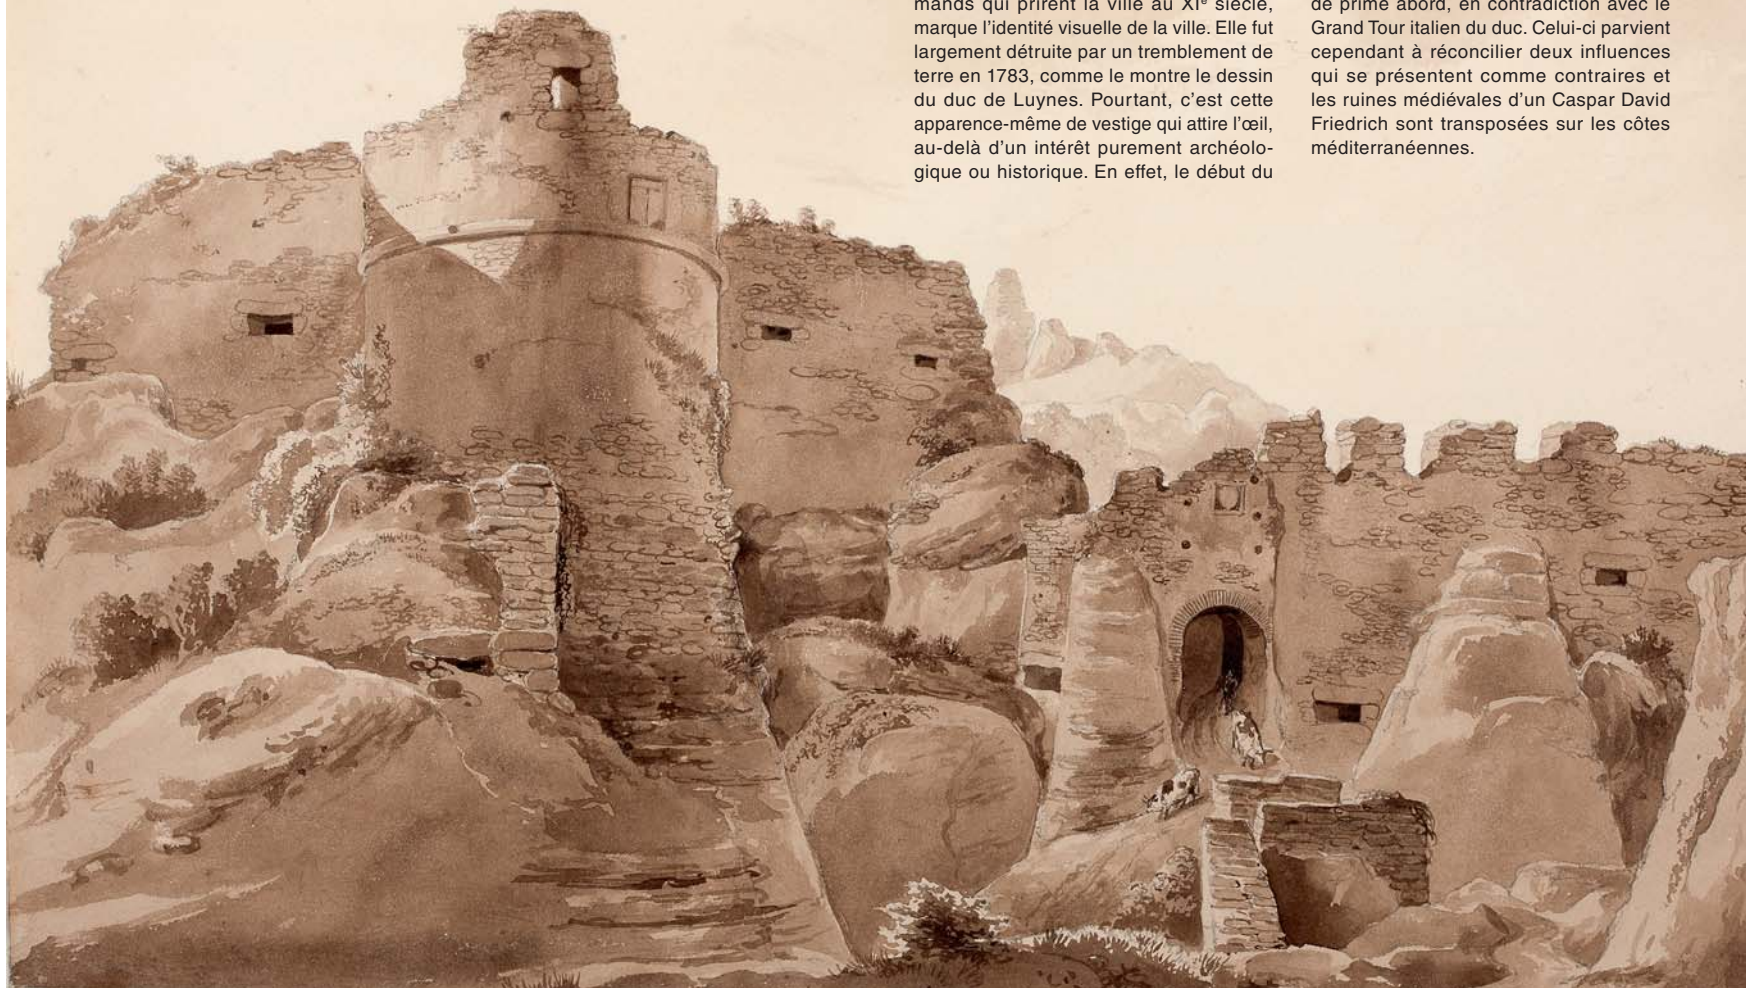 mands qui prirent la ville au XIᵉ siècle,
marque l’identité visuelle de la ville. Elle fut
largement détruite par un tremblement de
terre en 1783, comme le montre le dessin
du duc de Luynes. Pourtant, c’est cette
apparence-même de vestige qui attire l’œil,
au-delà d’un intérêt purement archéolo-
gique ou historique. En effet, le début du
de prime abord, en contradiction avec le
Grand Tour italien du duc. Celui-ci parvient
cependant à réconcilier deux influences
qui se présentent comme contraires et
les ruines médiévales d’un Caspar David
Friedrich sont transposées sur les côtes
méditerranéennes.